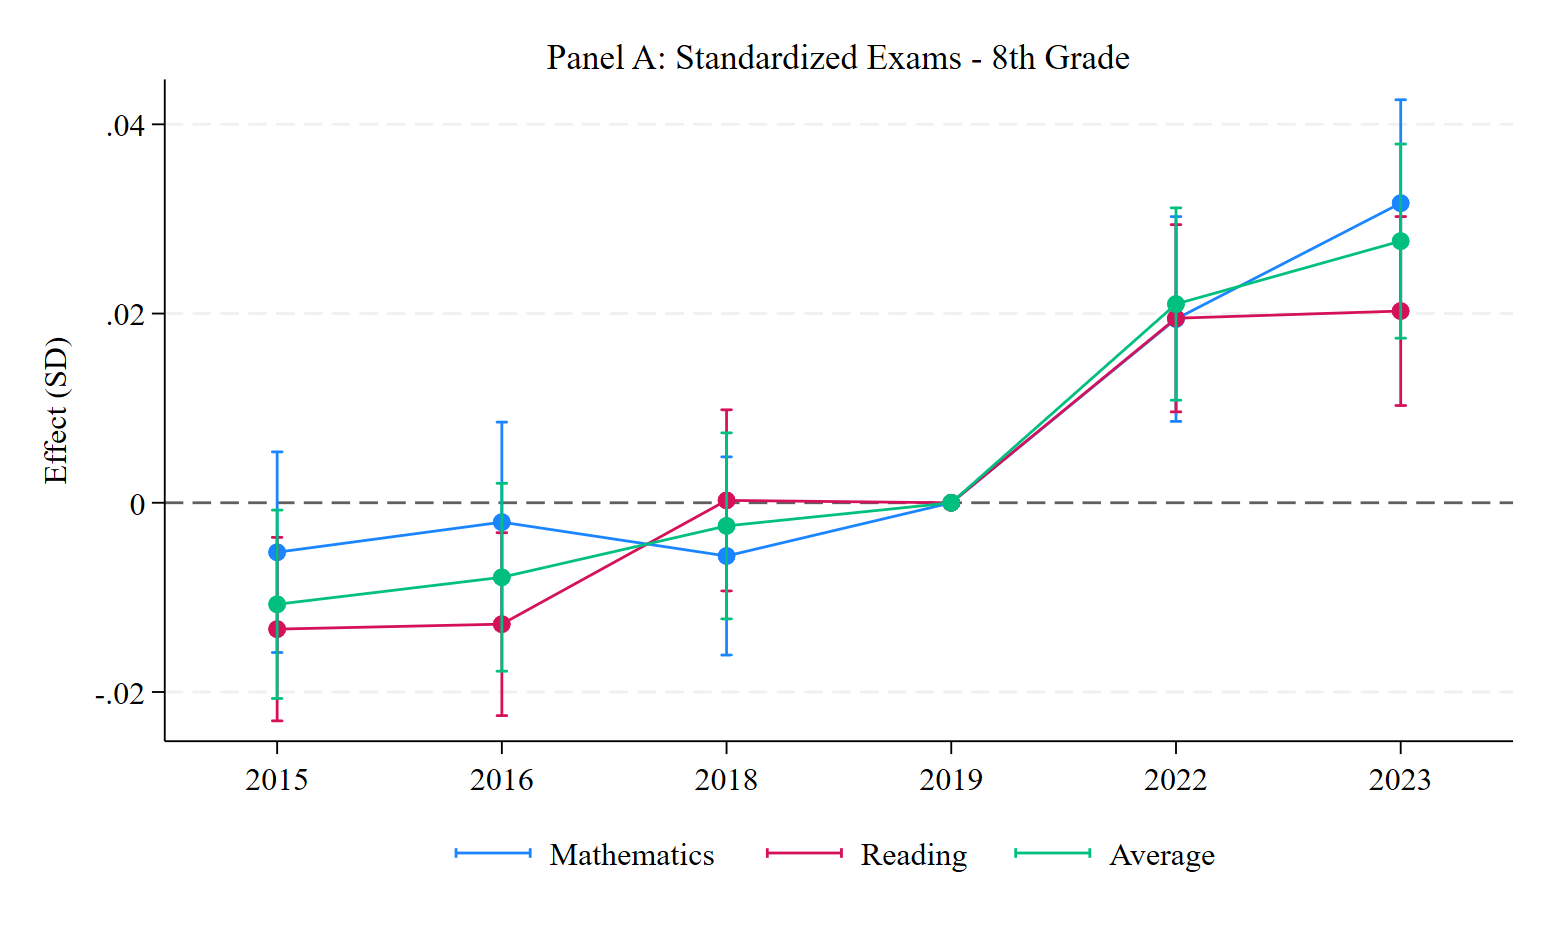 Panel A: Standardized Exams - 8th Grade
Effect (SD)
.04
.02
0
-.02
2015 2016 2018 2019 2022 2023
Mathematics Reading Average